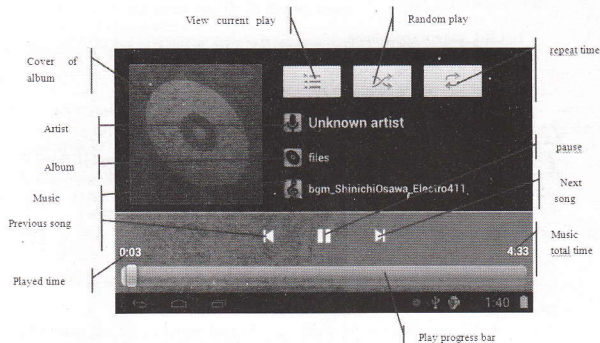 View current play
Random play
Cover of
album
repeat time
Artist
Unknown artist
Album
files
pause
Music
bgm_ShinichiOsawa_Electro411
Next
song
Previous song
Music
total time
0:03
4:33
Played time
1:40
Play progress bar